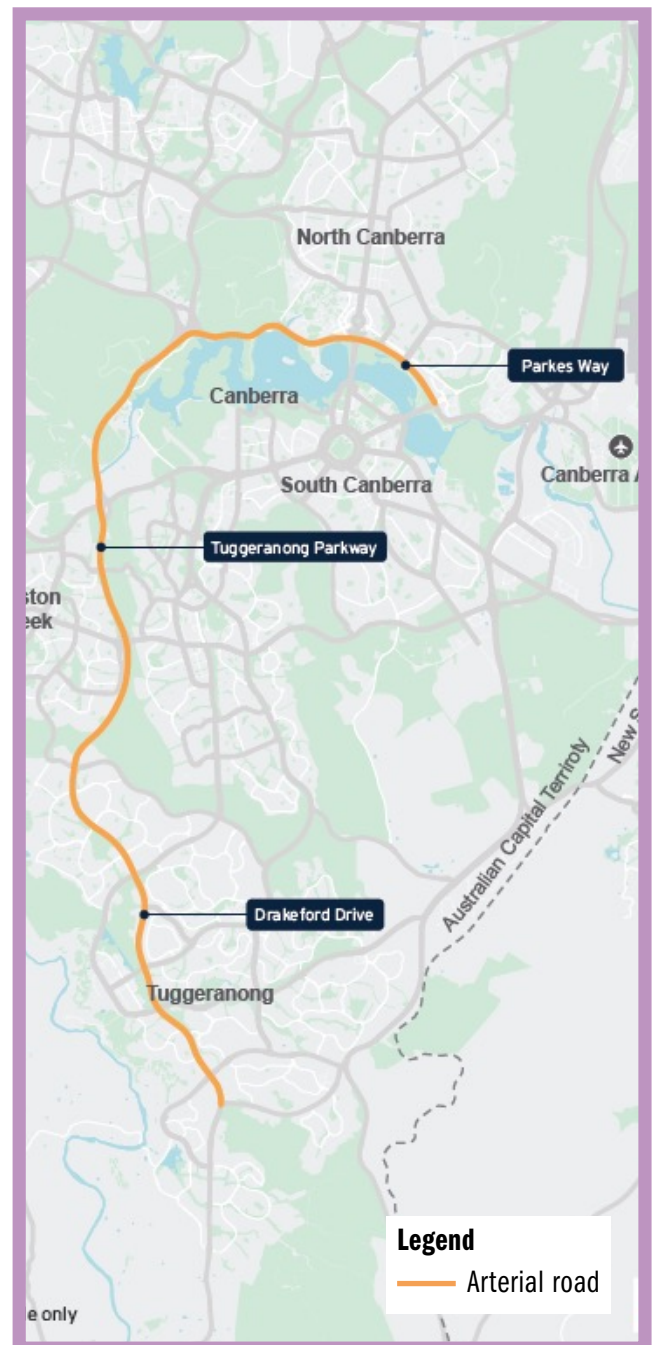 North Canberra
Parkes Way
Canberra
South Canberra
Canberra A
Tuggeranong Parkway
ston
eek
New S
Australian Capital Terriroty
Drakeford Drive
Tuggeranong
Legend
Arterial road
e only